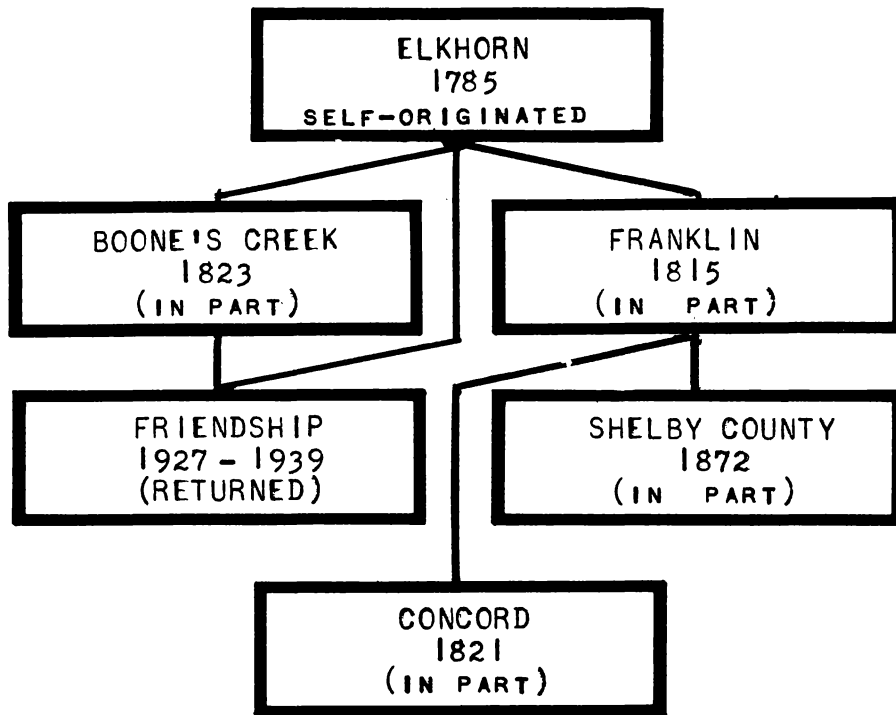 ELKHORN
1785
SELF-ORIGINATED
BOONE'S CREEK
1823
(IN PART)
FRANKLIN
1815
(IN PART)
FRIENDSHIP
1927 - 1939
(RETURNED)
SHELBY COUNTY
1872
(IN PART)
CONCORD
1821
(IN PART)